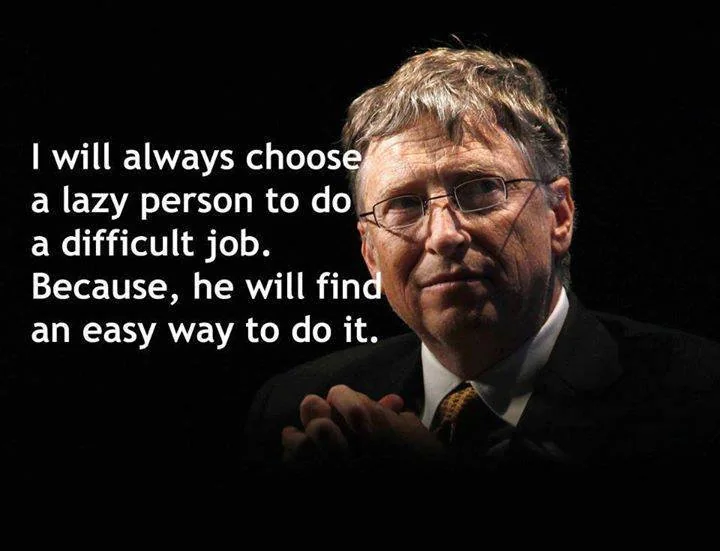 I will always choose
a lazy person to do
a difficult job.
Because, he will find
an easy way to do it.